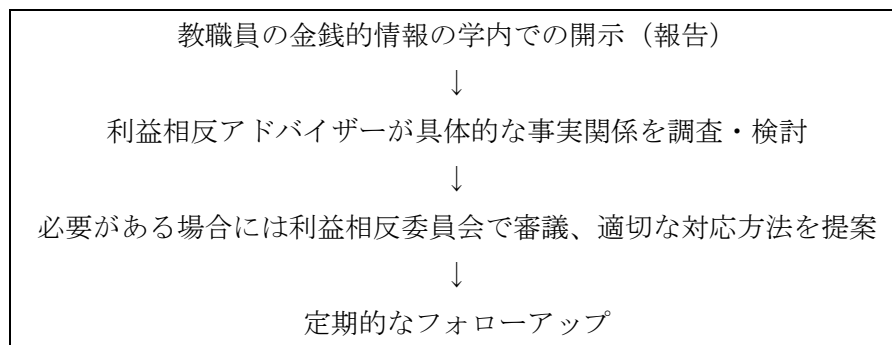 教職員の金銭的情報の学内での開示（報告）
↓
利益相反アドバイザーが具体的な事実関係を調査・検討
↓
必要がある場合には利益相反委員会で審議、適切な対応方法を提案
↓
定期的なフォローアップ